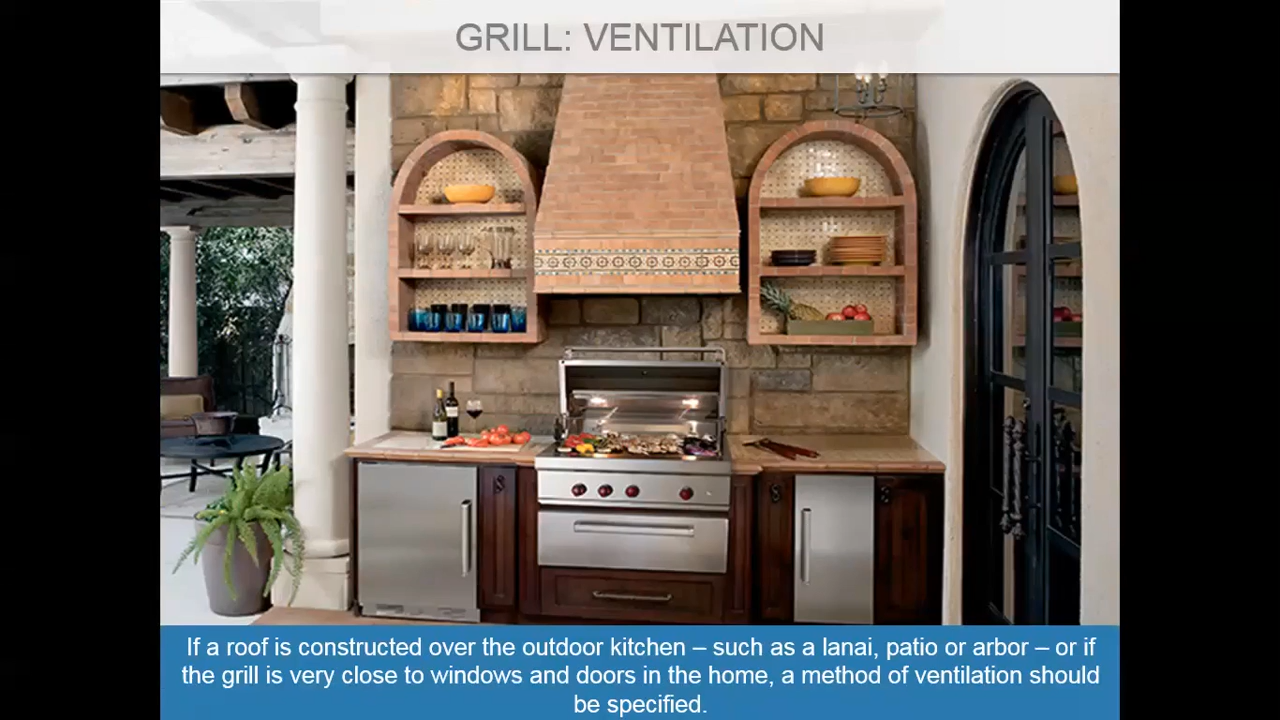 GRILL: VENTILATION
If a roof is constructed over the outdoor kitchen – such as a lanai, patio or arbor – or if
the grill is very close to windows and doors in the home, a method of ventilation should
be specified.